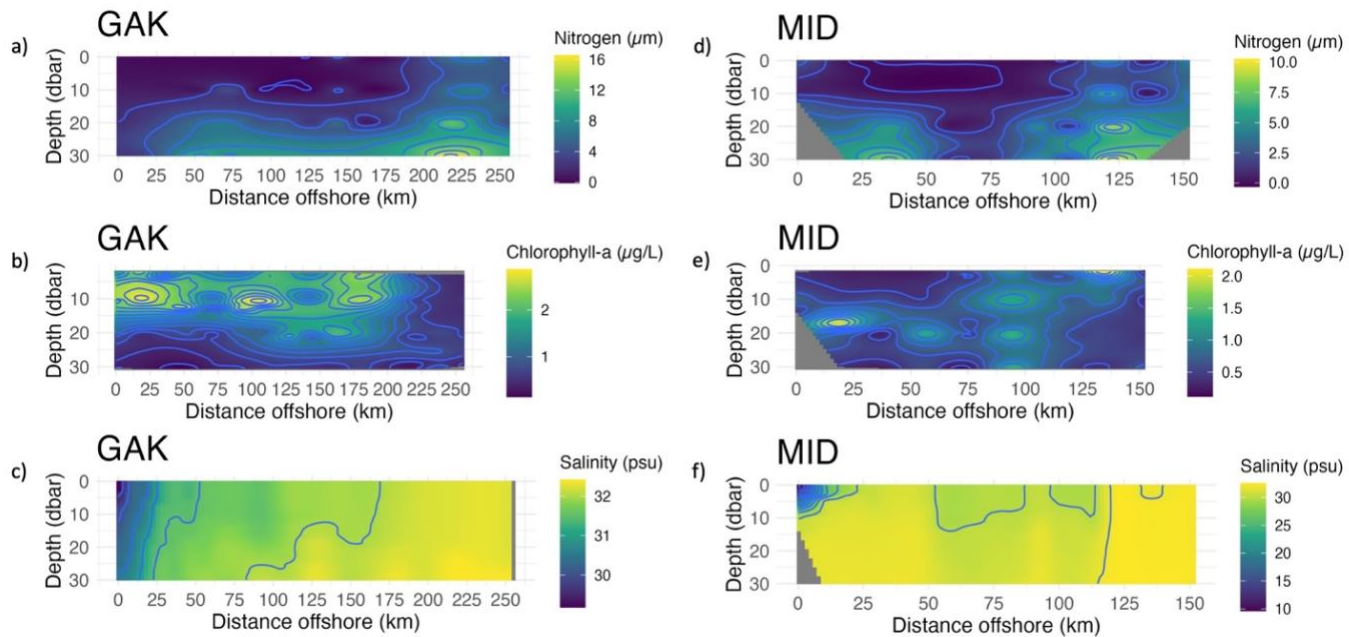 GAK
a)
Nitrogen (µm)
0
10
20
30
Depth (dbar)
0 25 50 75 100 125 150 175 200 225 250
Distance offshore (km)
16
12
8
4
0
MID
d)
Nitrogen (µm)
0
10
20
30
Depth (dbar)
0 25 50 75 100 125 150
Distance offshore (km)
10.0
7.5
5.0
2.5
0.0
GAK
b)
Chlorophyll-a (µg/L)
0
10
20
30
Depth (dbar)
0 25 50 75 100 125 150 175 200 225 250
Distance offshore (km)
2
1
MID
e)
Chlorophyll-a (µg/L)
0
10
20
30
Depth (dbar)
0 25 50 75 100 125 150
Distance offshore (km)
2.0
1.5
1.0
0.5
GAK
c)
Salinity (psu)
0
10
20
30
Depth (dbar)
0 25 50 75 100 125 150 175 200 225 250
Distance offshore (km)
32
31
30
MID
f)
Salinity (psu)
0
10
20
30
Depth (dbar)
0 25 50 75 100 125 150
Distance offshore (km)
30
25
20
15
10